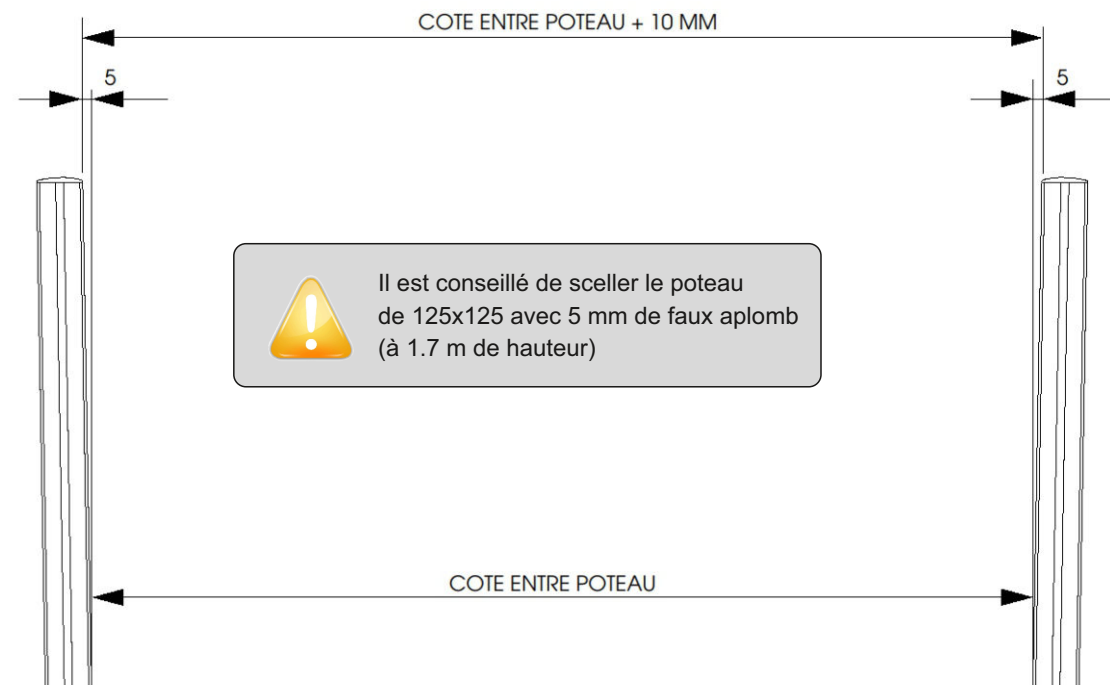 COTE ENTRE POTEAU + 10 MM
5
5
Il est conseillé de sceller le poteau
de 125x125 avec 5 mm de faux aplomb
(à 1.7 m de hauteur)
COTE ENTRE POTEAU